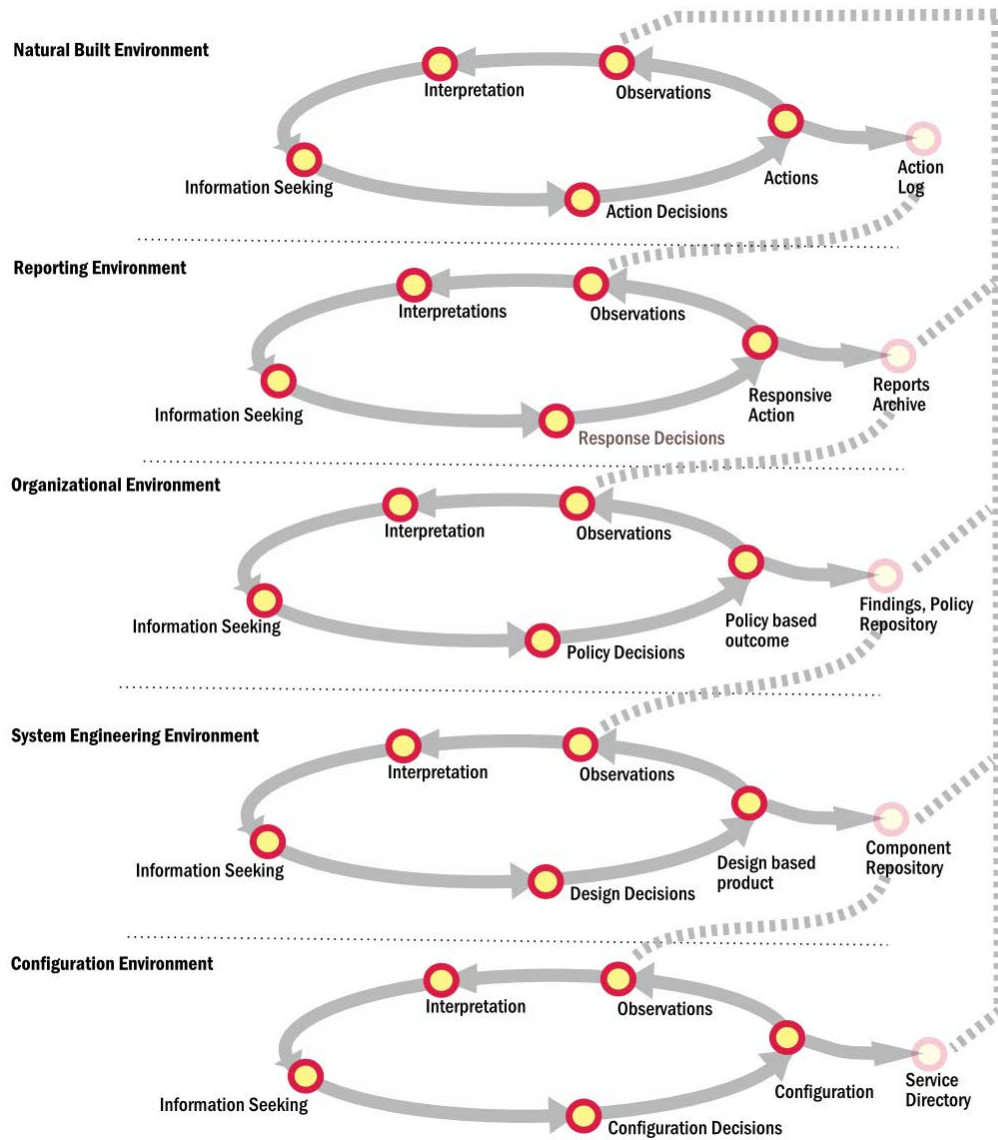 Natural Built Environment
Interpretation
Observations
Information Seeking
Action Decisions
Actions
Action
Log
Reporting Environment
Interpretations
Observations
Information Seeking
Response Decisions
Responsive
Action
Reports
Archive
Organizational Environment
Interpretation
Observations
Information Seeking
Policy Decisions
Policy based
outcome
Findings, Policy
Repository
System Engineering Environment
Interpretation
Observations
Information Seeking
Design Decisions
Design based
product
Component
Repository
Configuration Environment
Interpretation
Observations
Information Seeking
Configuration Decisions
Configuration
Service
Directory